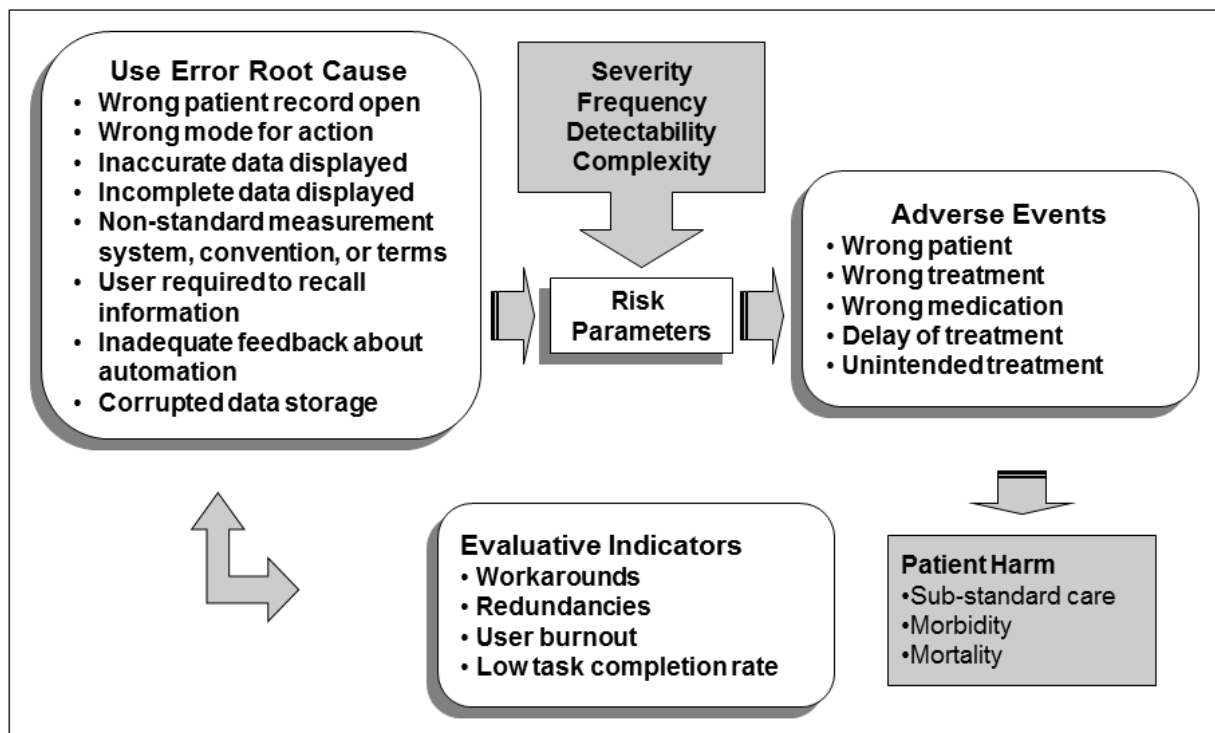 Use Error Root Cause
• Wrong patient record open
• Wrong mode for action
• Inaccurate data displayed
• Incomplete data displayed
• Non-standard measurement
system, convention, or terms
• User required to recall
information
• Inadequate feedback about
automation
• Corrupted data storage
Severity
Frequency
Detectability
Complexity
Risk
Parameters
Adverse Events
• Wrong patient
• Wrong treatment
• Wrong medication
• Delay of treatment
• Unintended treatment
Evaluative Indicators
• Workarounds
• Redundancies
• User burnout
• Low task completion rate
Patient Harm
•Sub-standard care
•Morbidity
•Mortality